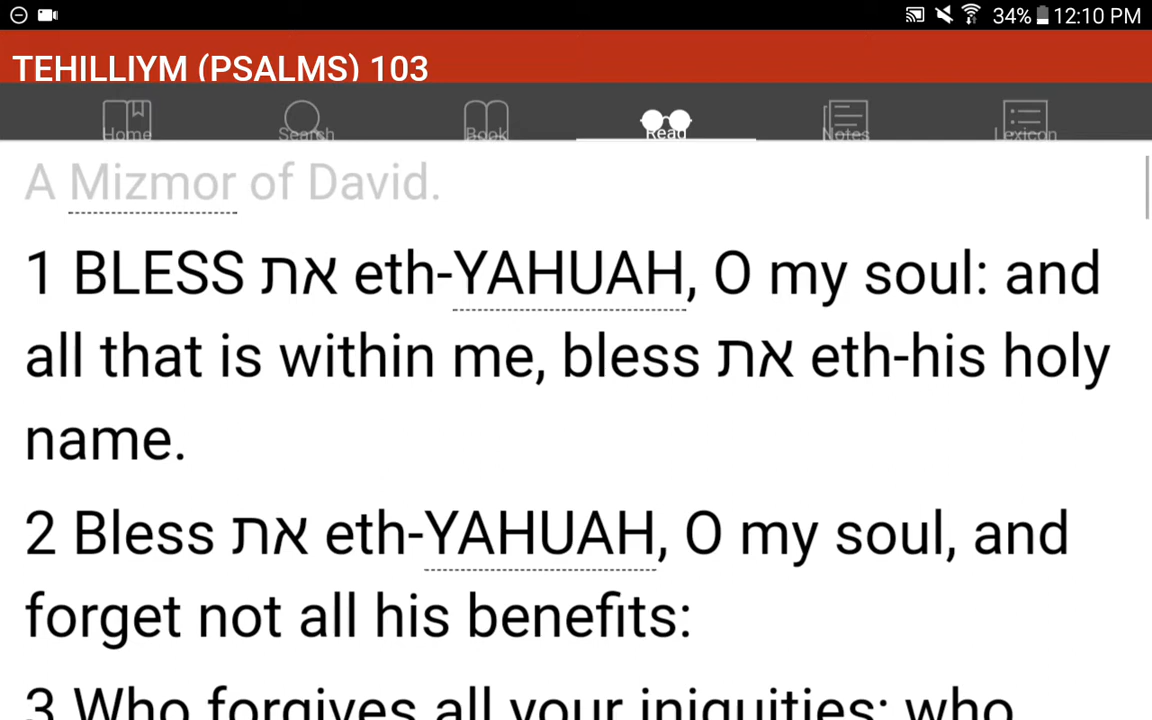 34% 12:10 PM
TEHILLIYM (PSALMS) 103
Home Search Book Read Notes Lexicon
A Mizmor of David.
1 BLESS את eth-YAHUAH, O my soul: and
all that is within me, bless את eth-his holy
name.
2 Bless את eth-YAHUAH, O my soul, and
forget not all his benefits:
3 Who forgives all your iniquities; who